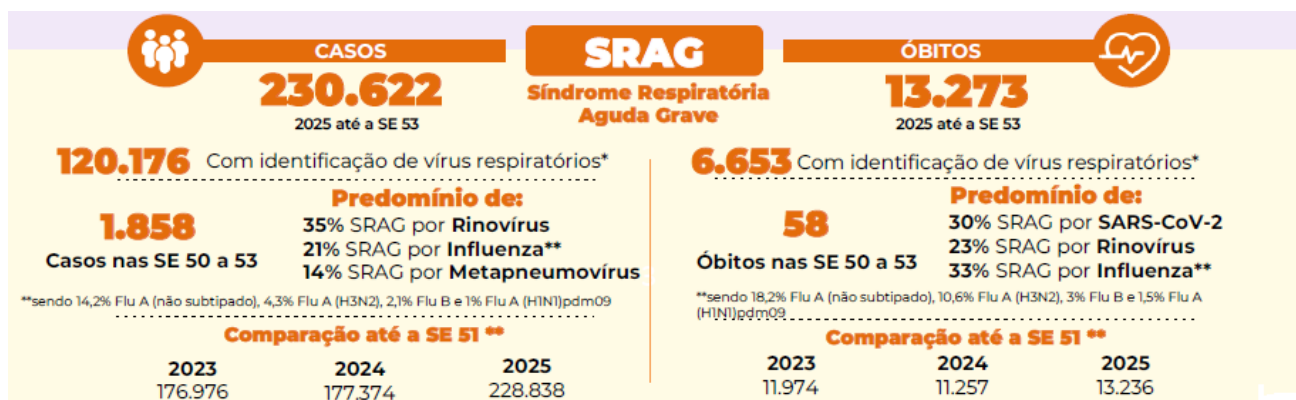 CASOS
230.622
2025 até a SE 53
SRAG
Síndrome Respiratória
Aguda Grave
ÓBITOS
13.273
2025 até a SE 53
120.176 Com identificação de vírus respiratórios*
1.858
Casos nas SE 50 a 53
Predomínio de:
35% SRAG por Rinovírus
21% SRAG por Influenza**
14% SRAG por Metapneumovírus
**sendo 14,2% Flu A (não subtipado), 4,3% Flu A (H3N2), 2,1% Flu B e 1% Flu A (H1N1)pdm09
Comparação até a SE 51 **
2023 2024 2025
176.976 177.374 228.838
6.653 Com identificação de vírus respiratórios*
58
Óbitos nas SE 50 a 53
Predomínio de:
30% SRAG por SARS-CoV-2
23% SRAG por Rinovírus
33% SRAG por Influenza**
**sendo 18,2% Flu A (não subtipado), 10,6% Flu A (H3N2), 3% Flu B e 1,5% Flu A
(H1N1)pdm09
Comparação até a SE 51 **
2023 2024 2025
11.974 11.257 13.236